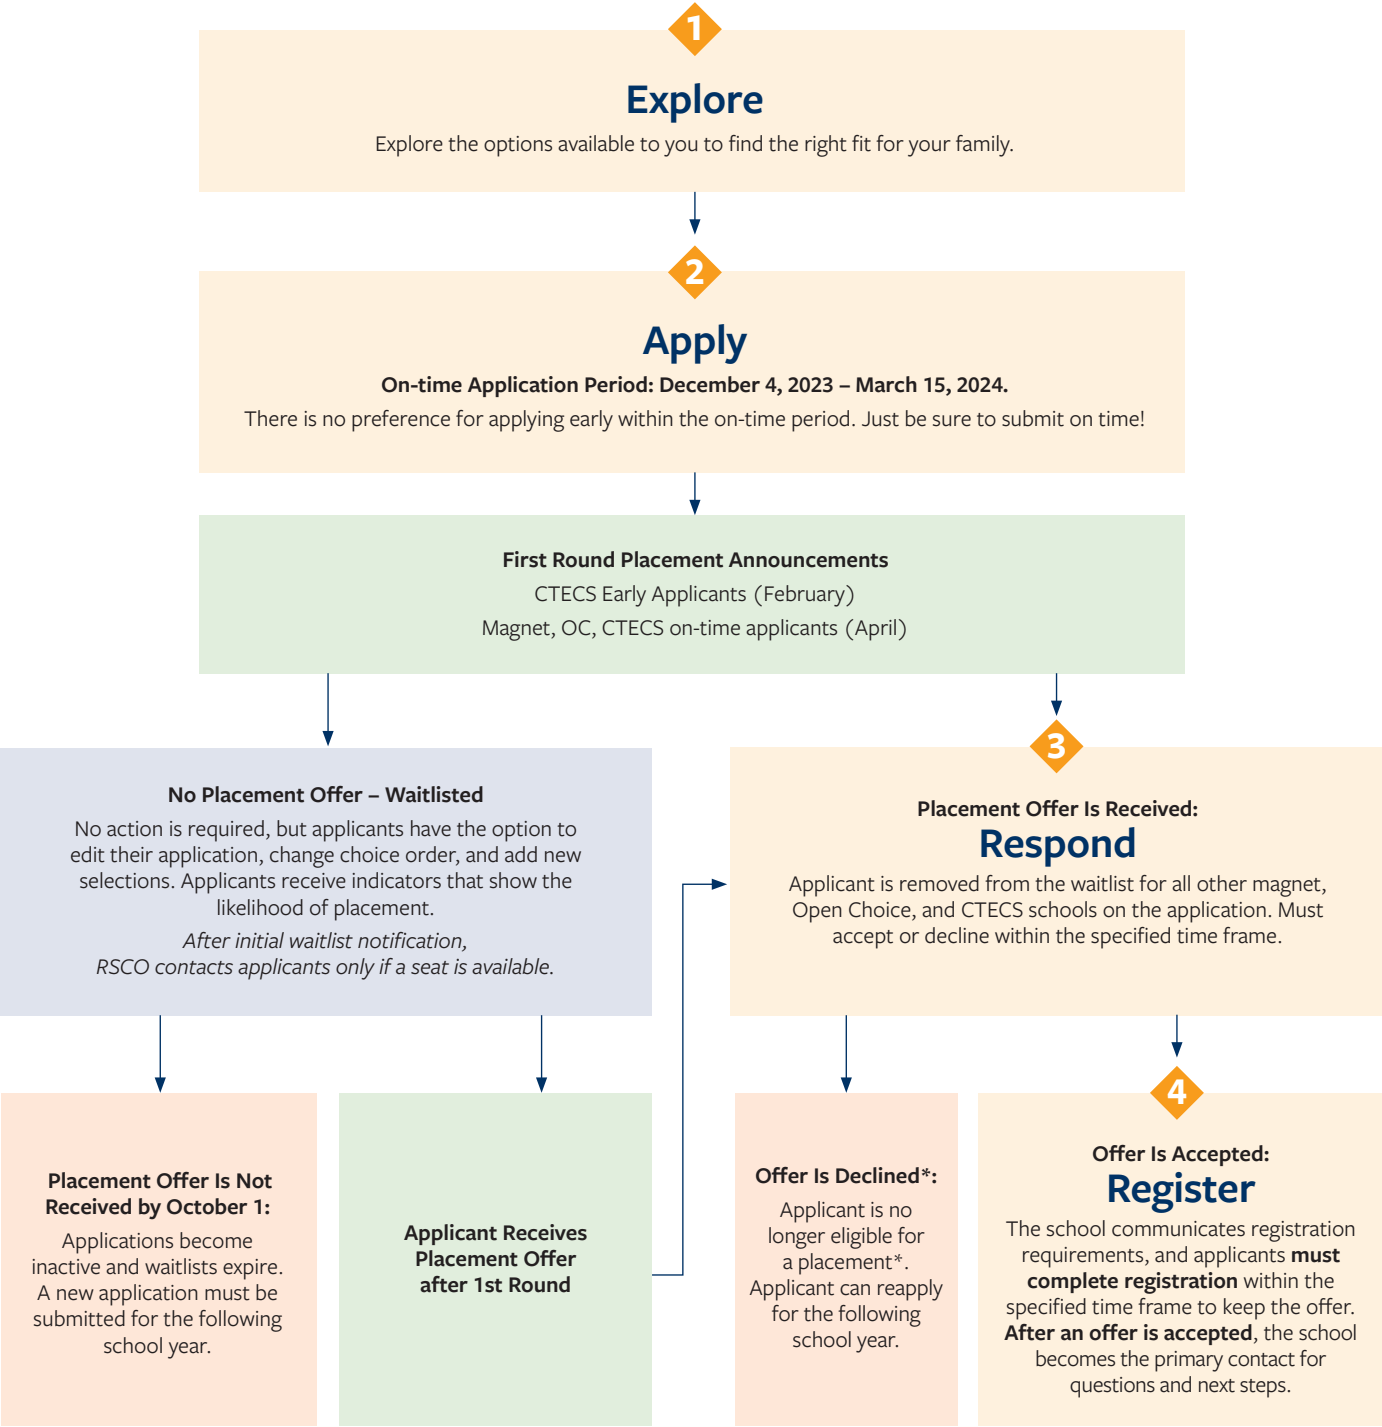 1
Explore
Explore the options available to you to find the right fit for your family.
2
Apply
On-time Application Period: December 4, 2023 – March 15, 2024.
There is no preference for applying early within the on-time period. Just be sure to submit on time!
First Round Placement Announcements
CTECS Early Applicants (February)
Magnet, OC, CTECS on-time applicants (April)
No Placement Offer – Waitlisted
No action is required, but applicants have the option to
edit their application, change choice order, and add new
selections. Applicants receive indicators that show the
likelihood of placement.
After initial waitlist notification,
RSCO contacts applicants only if a seat is available.
3
Placement Offer Is Received:
Respond
Applicant is removed from the waitlist for all other magnet,
Open Choice, and CTECS schools on the application. Must
accept or decline within the specified time frame.
Placement Offer Is Not
Received by October 1:
Applications become
inactive and waitlists expire.
A new application must be
submitted for the following
school year.
Applicant Receives
Placement Offer
after 1st Round
Offer Is Declined*:
Applicant is no
longer eligible for
a placement*.
Applicant can reapply
for the following
school year.
4
Offer Is Accepted:
Register
The school communicates registration
requirements, and applicants must
complete registration within the
specified time frame to keep the offer.
After an offer is accepted, the school
becomes the primary contact for
questions and next steps.